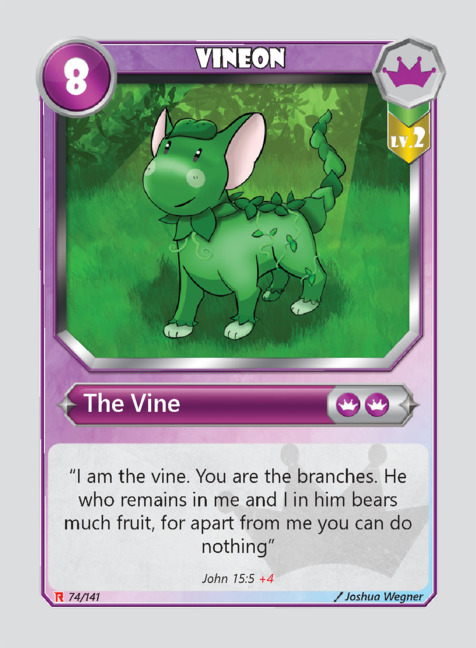 8
VINEON
LV.2
The Vine
“I am the vine. You are the branches. He
who remains in me and I in him bears
much fruit, for apart from me you can do
nothing”
John 15:5 +4
R 74/141
Joshua Wegner